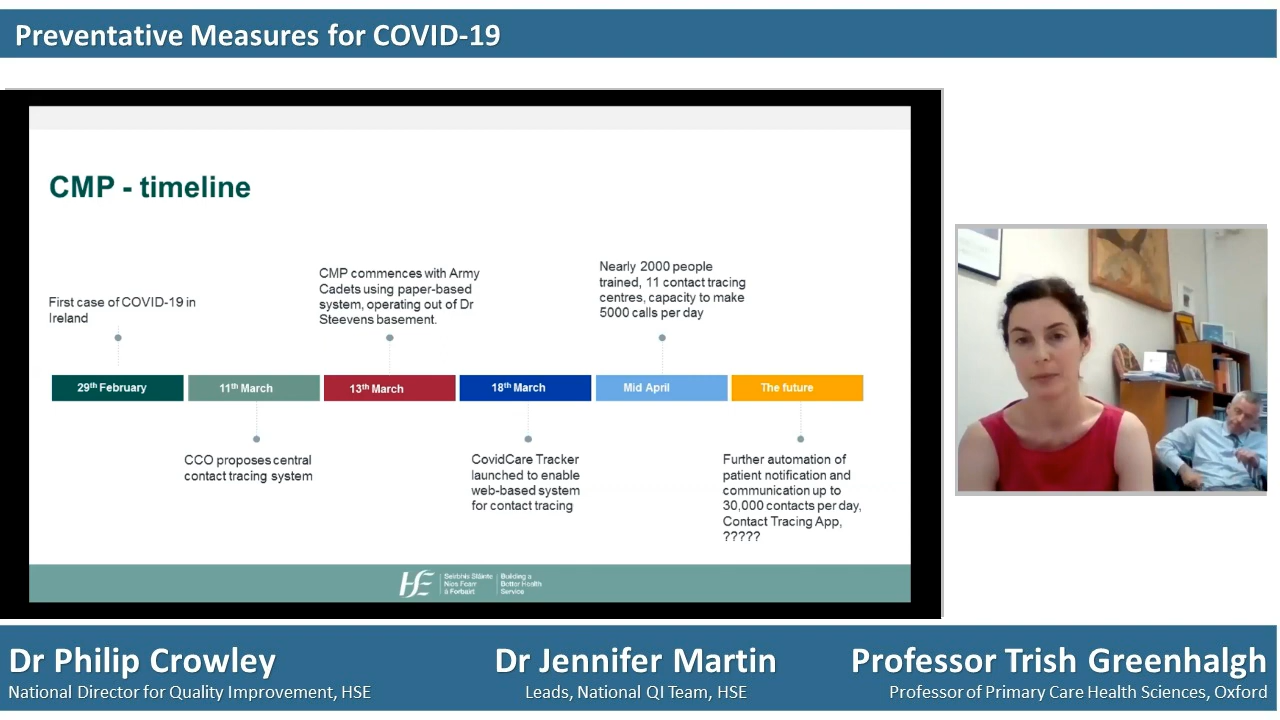 Preventative Measures for COVID-19
CMP - timeline
First case of COVID-19 in
Ireland
CMP commences with Army
Cadets using paper-based
system, operating out of Dr
Steevens basement.
Nearly 2000 people
trained, 11 contact tracing
centres, capacity to make
5000 calls per day
29th February
11th March
13th March
18th March
Mid April
The future
CCO proposes central
contact tracing system
CovidCare Tracker
launched to enable
web-based system
for contact tracing
Further automation of
patient notification and
communication up to
30,000 contacts per day,
Contact Tracing App,
?????
Seirbhís Sláinte
Níos Fearr
á Forbairt
Building a
Better Health
Service
Dr Philip Crowley
National Director for Quality Improvement, HSE
Dr Jennifer Martin
Leads, National QI Team, HSE
Professor Trish Greenhalgh
Professor of Primary Care Health Sciences, Oxford